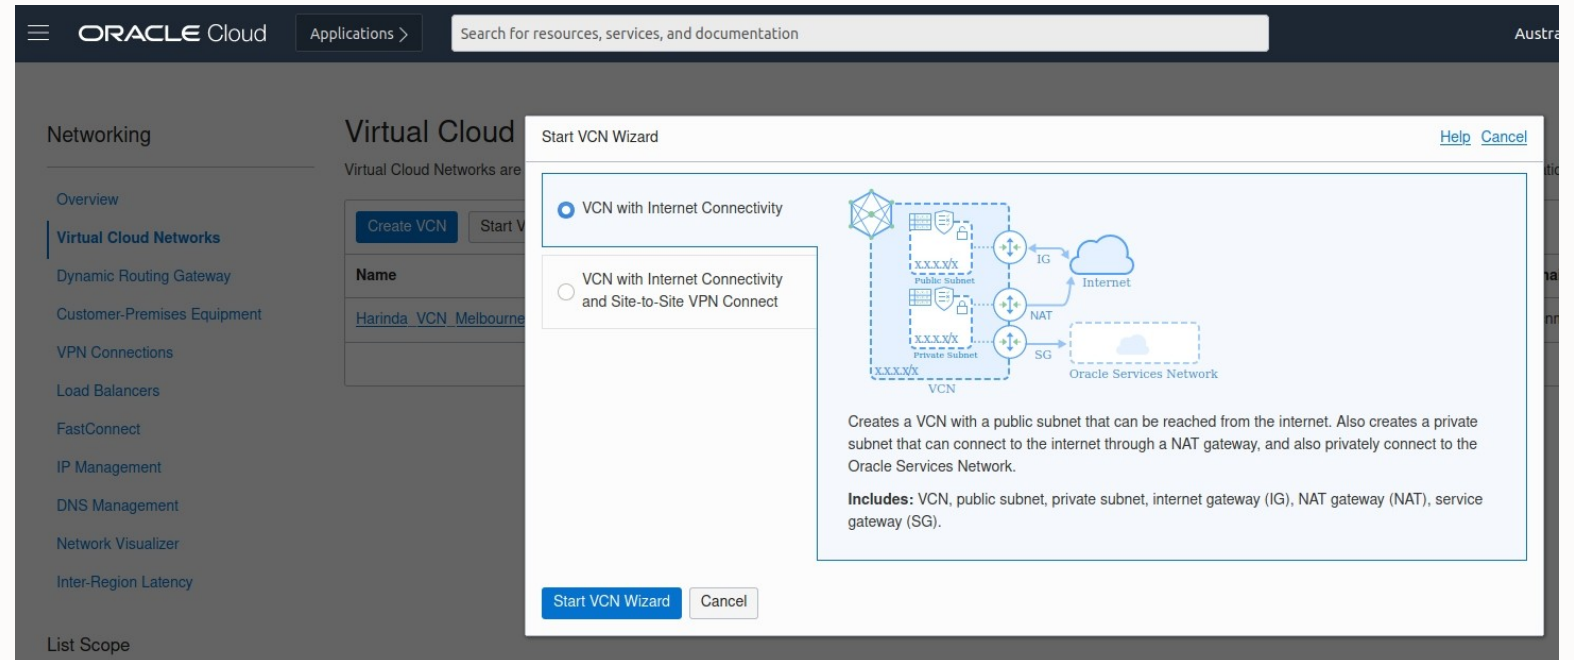 ORACLE Cloud
Applications >
Search for resources, services, and documentation
Networking
Overview
Virtual Cloud Networks
Dynamic Routing Gateway
Customer-Premises Equipment
VPN Connections
Load Balancers
FastConnect
IP Management
DNS Management
Network Visualizer
Inter-Region Latency
List Scope
Virtual Cloud
Virtual Cloud Networks are
Create VCN
Start V
Name
Harinda_VCN_Melbourne
Start VCN Wizard
Help Cancel
VCN with Internet Connectivity
VCN with Internet Connectivity
and Site-to-Site VPN Connect
x.x.x.x/x
Public Subnet
IG
Internet
NAT
x.x.x.x/x
Private Subnet
SG
x.x.x.x/x
VCN
Oracle Services Network
Creates a VCN with a public subnet that can be reached from the internet. Also creates a private
subnet that can connect to the internet through a NAT gateway, and also privately connect to the
Oracle Services Network.
Includes: VCN, public subnet, private subnet, internet gateway (IG), NAT gateway (NAT), service
gateway (SG).
Start VCN Wizard
Cancel